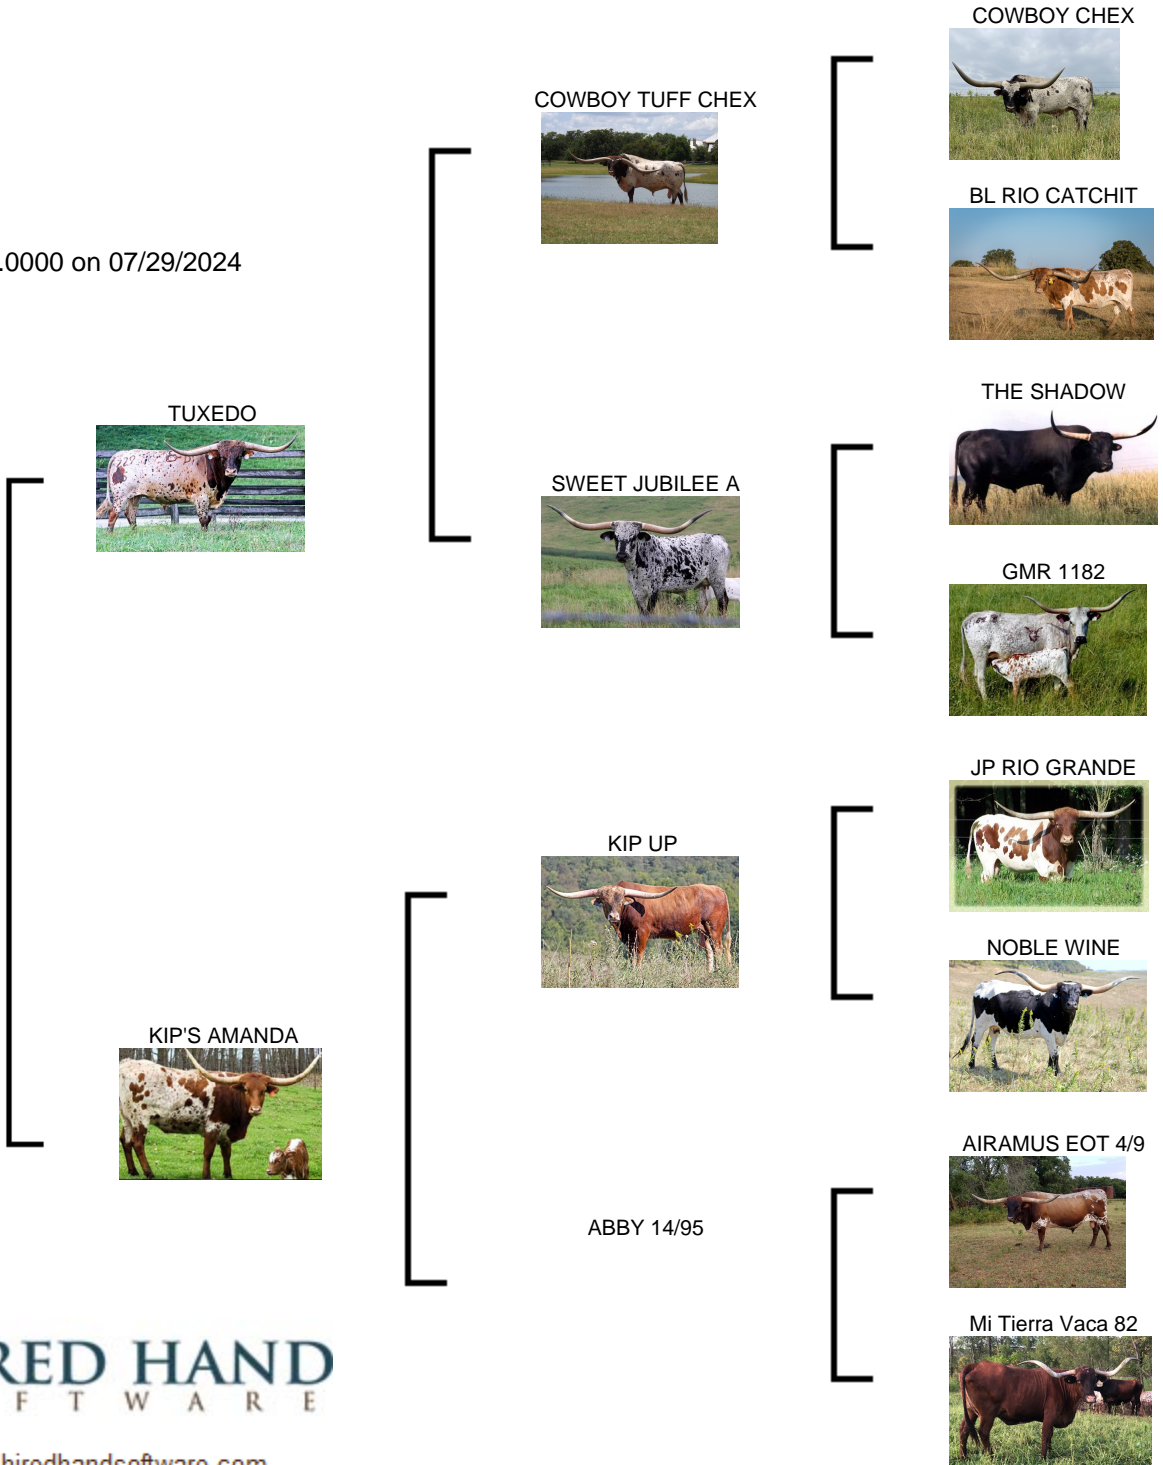 COWBOY CHEX
COWBOY TUFF CHEX
BL RIO CATCHIT
.0000 on 07/29/2024
THE SHADOW
TUXEDO
SWEET JUBILEE A
GMR 1182
JP RIO GRANDE
KIP UP
NOBLE WINE
KIP'S AMANDA
AIRAMUS EOT 4/9
ABBY 14/95
Mi Tierra Vaca 82
RED HAND
F T W A R E
hiredhandsoftware.com